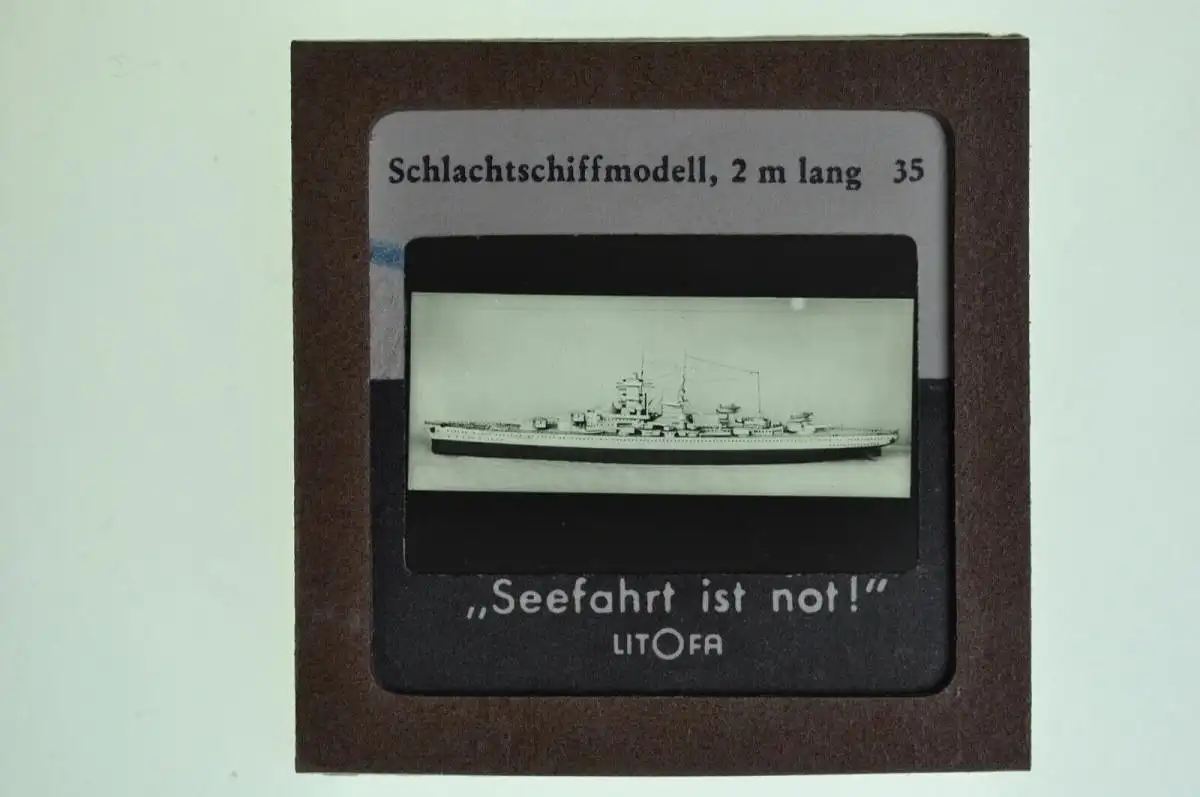 Schlachtschiffmodell, 2 m lang 35
„Seefahrt ist not!“
LITOFA